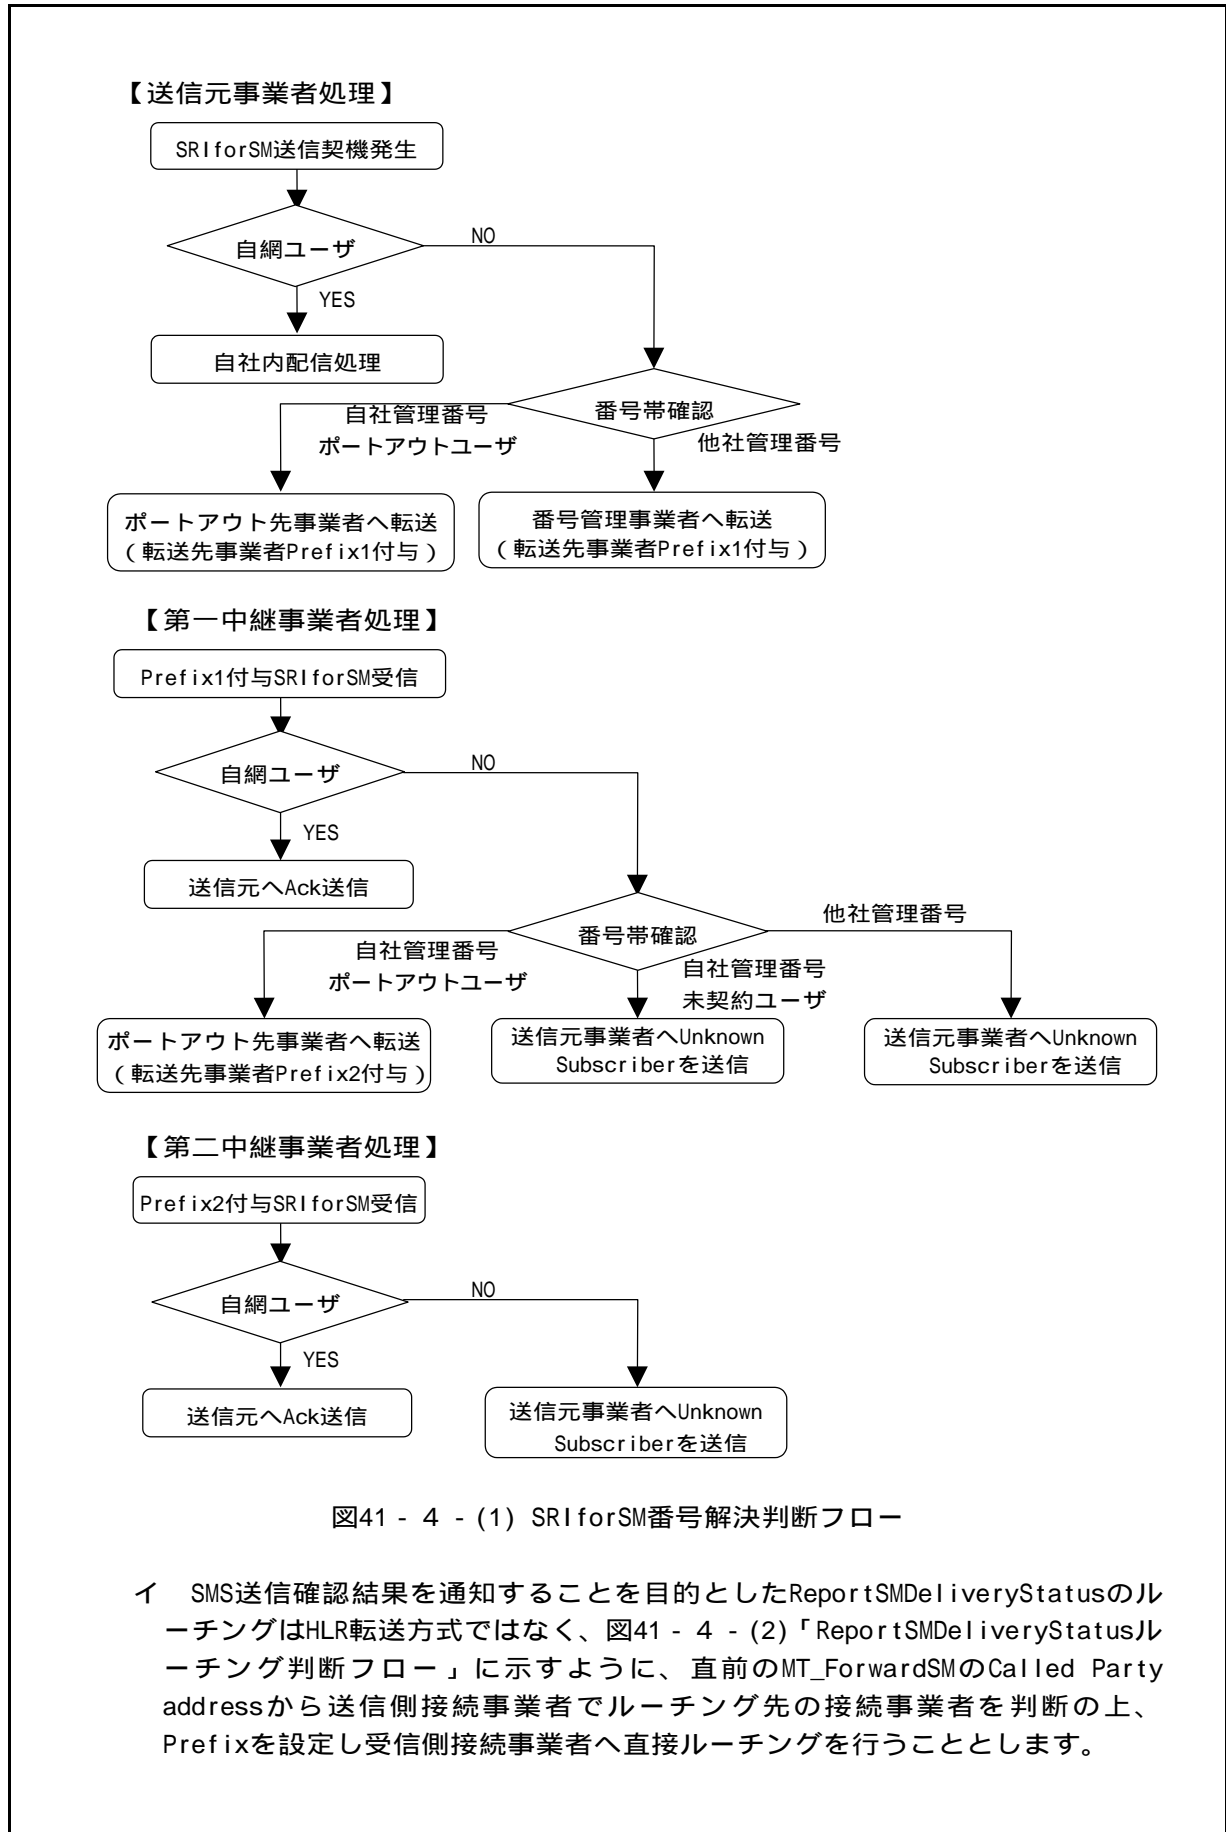 【送信元事業者処理】
SRIforSM送信契機発生
自網ユーザ
NO
YES
自社内配信処理
番号帯確認
自社管理番号
ポートアウトユーザ
他社管理番号
ポートアウト先事業者へ転送
（転送先事業者Prefix1付与）
番号管理事業者へ転送
（転送先事業者Prefix1付与）
【第一中継事業者処理】
Prefix1付与SRIforSM受信
自網ユーザ
NO
YES
送信元へAck送信
番号帯確認
他社管理番号
自社管理番号
ポートアウトユーザ
自社管理番号
未契約ユーザ
ポートアウト先事業者へ転送
（転送先事業者Prefix2付与）
送信元事業者へUnknown
Subscriberを送信
送信元事業者へUnknown
Subscriberを送信
【第二中継事業者処理】
Prefix2付与SRIforSM受信
自網ユーザ
NO
YES
送信元へAck送信
送信元事業者へUnknown
Subscriberを送信
図41‐４‐(1) SRIforSM番号解決判断フロー
イ　SMS送信確認結果を通知することを目的としたReportSMDeliveryStatusのル
ーチングはHLR転送方式ではなく、図41‐４‐(2)「ReportSMDeliveryStatusル
ーチング判断フロー」に示すように、直前のMT_ForwardSMのCalled Party
addressから送信側接続事業者でルーチング先の接続事業者を判断の上、
Prefixを設定し受信側接続事業者へ直接ルーチングを行うこととします。